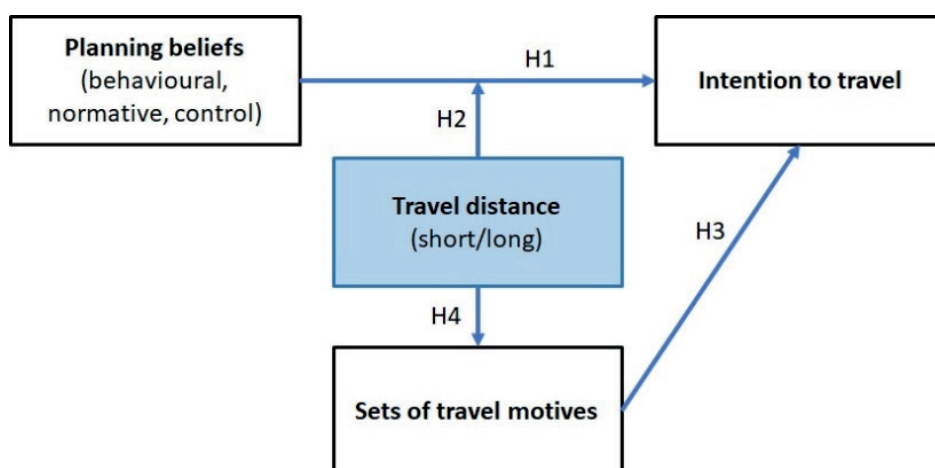 Planning beliefs
(behavioural,
normative, control)
H1
Intention to travel
H2
Travel distance
(short/long)
H3
H4
Sets of travel motives